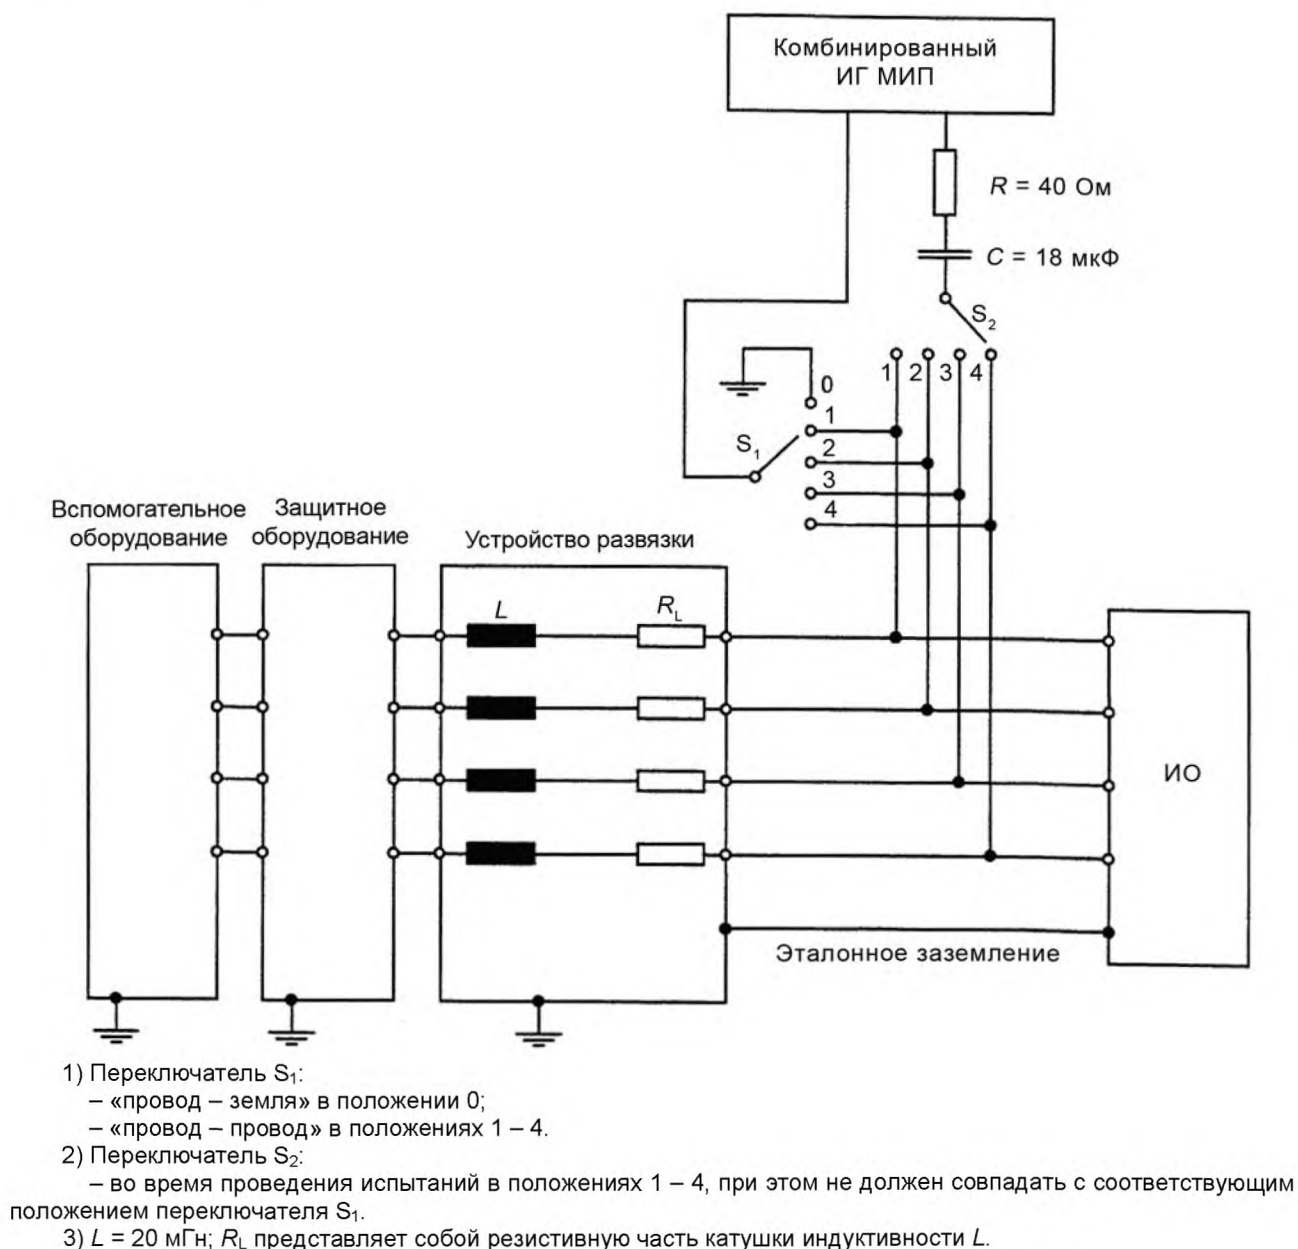 Комбинированный
ИГ МИП
R = 40 Ом
C = 18 мкФ
S2
1 2 3 4
0
1
S1
2
3
4
Вспомогательное
оборудование
Защитное
оборудование
Устройство развязки
L
RL
ИО
Эталонное заземление
1) Переключатель S1:
– «провод – земля» в положении 0;
– «провод – провод» в положениях 1 – 4.
2) Переключатель S2:
– во время проведения испытаний в положениях 1 – 4, при этом не должен совпадать с соответствующим
положением переключателя S1.
3) L = 20 мГн; RL представляет собой резистивную часть катушки индуктивности L.